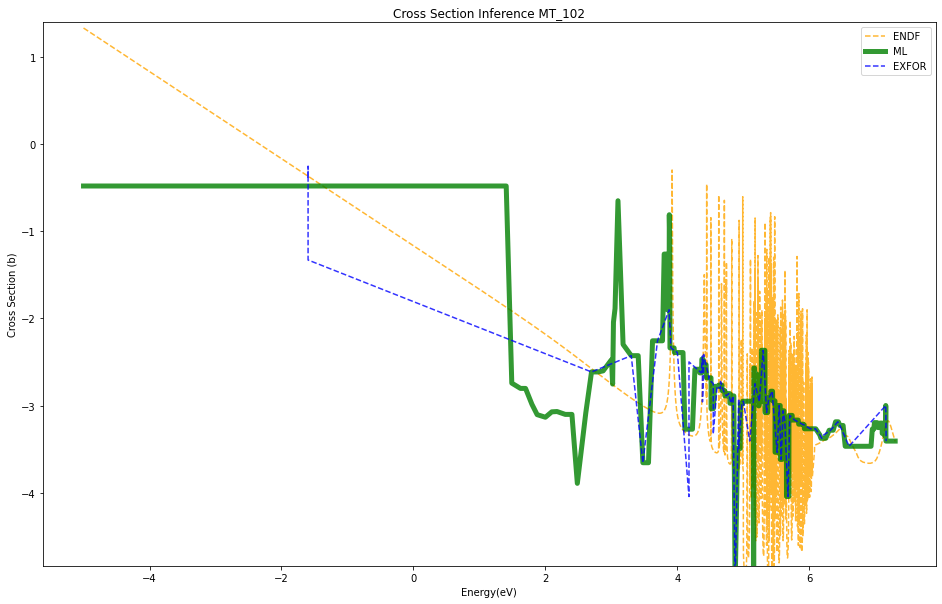 Cross Section Inference MT_102
ENDF
ML
EXFOR
1
0
−1
−2
−3
−4
Cross Section (b)
−4
−2
0
2
4
6
Energy(eV)